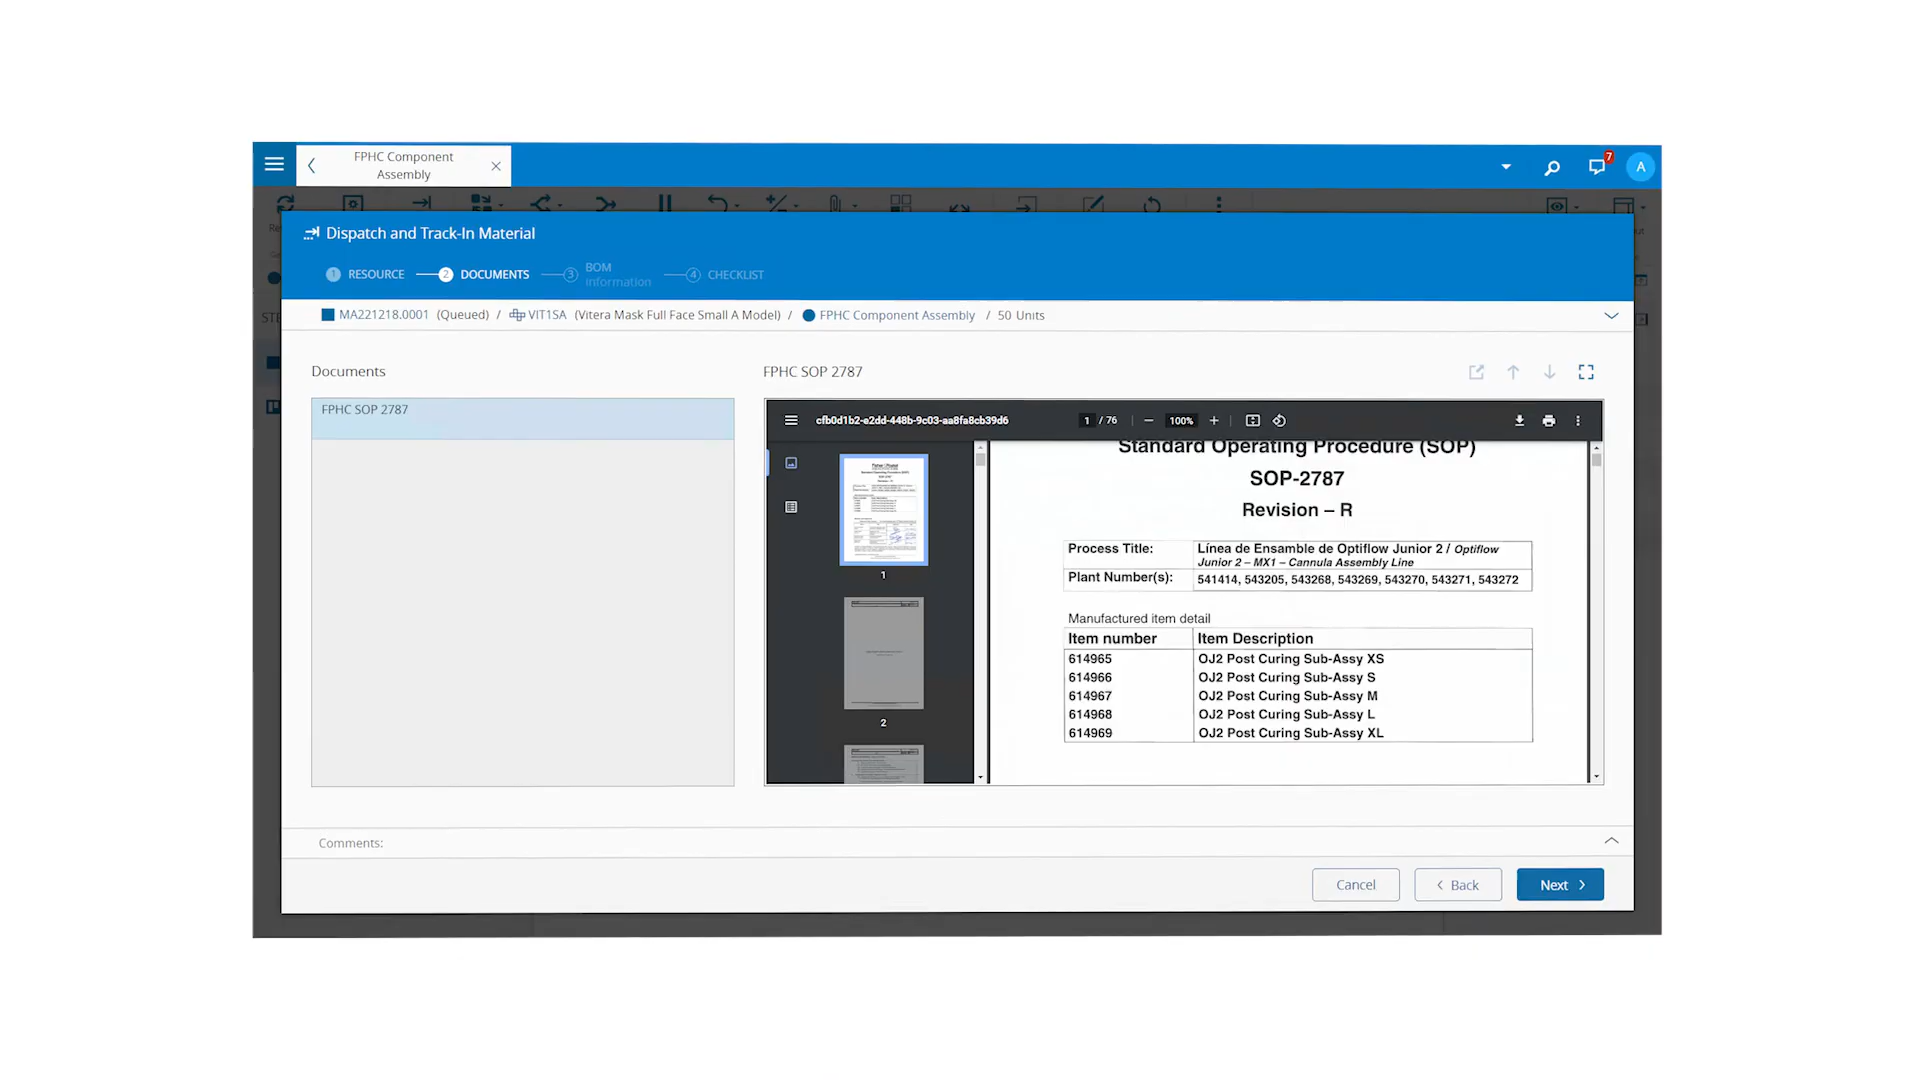 FPHC Component
Assembly
7
A
Dispatch and Track-In Material
1 RESOURCE
2 DOCUMENTS
3 BOM
Information
4 CHECKLIST
MA221218.0001 (Queued) / VIT1SA (Vitera Mask Full Face Small A Model) / FPHC Component Assembly / 50 Units
Documents
FPHC SOP 2787
FPHC SOP 2787
cfb0d1b2-e2dd-448b-9c03-aa8fa8cb39d6
1 / 76
100%
1
2
Standard Operating Procedure (SOP)
SOP-2787
Revision – R
Process Title: Línea de Ensamble de Optiflow Junior 2 / Optiflow
Junior 2 – MX1 – Cannula Assembly Line
Plant Number(s): 541414, 543205, 543268, 543269, 543270, 543271, 543272
Manufactured item detail
Item number Item Description
614965 OJ2 Post Curing Sub-Assy XS
614966 OJ2 Post Curing Sub-Assy S
614967 OJ2 Post Curing Sub-Assy M
614968 OJ2 Post Curing Sub-Assy L
614969 OJ2 Post Curing Sub-Assy XL
Comments:
Cancel
Back
Next